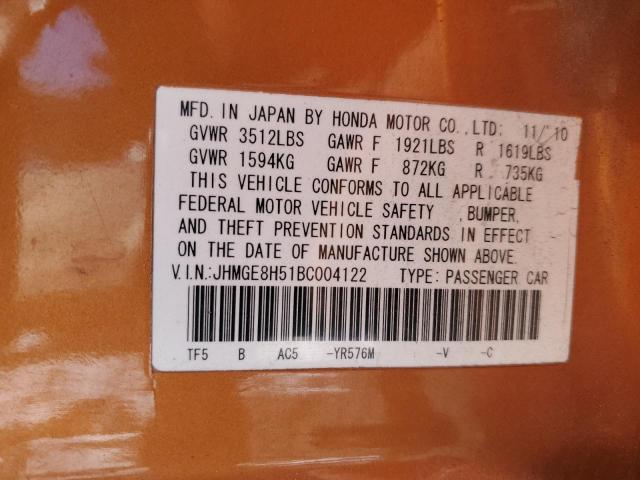 MFD. IN JAPAN BY HONDA MOTOR CO.,LTD: 11/'10
GVWR 3512LBS GAWR F 1921LBS R 1619LBS
GVWR 1594KG GAWR F 872KG R 735KG
THIS VEHICLE CONFORMS TO ALL APPLICABLE
FEDERAL MOTOR VEHICLE SAFETY ,BUMPER,
AND THEFT PREVENTION STANDARDS IN EFFECT
ON THE DATE OF MANUFACTURE SHOWN ABOVE.
V.I.N.:JHMGE8H51BC004122 TYPE: PASSENGER CAR
TF5 B AC5 -YR576M -V -C